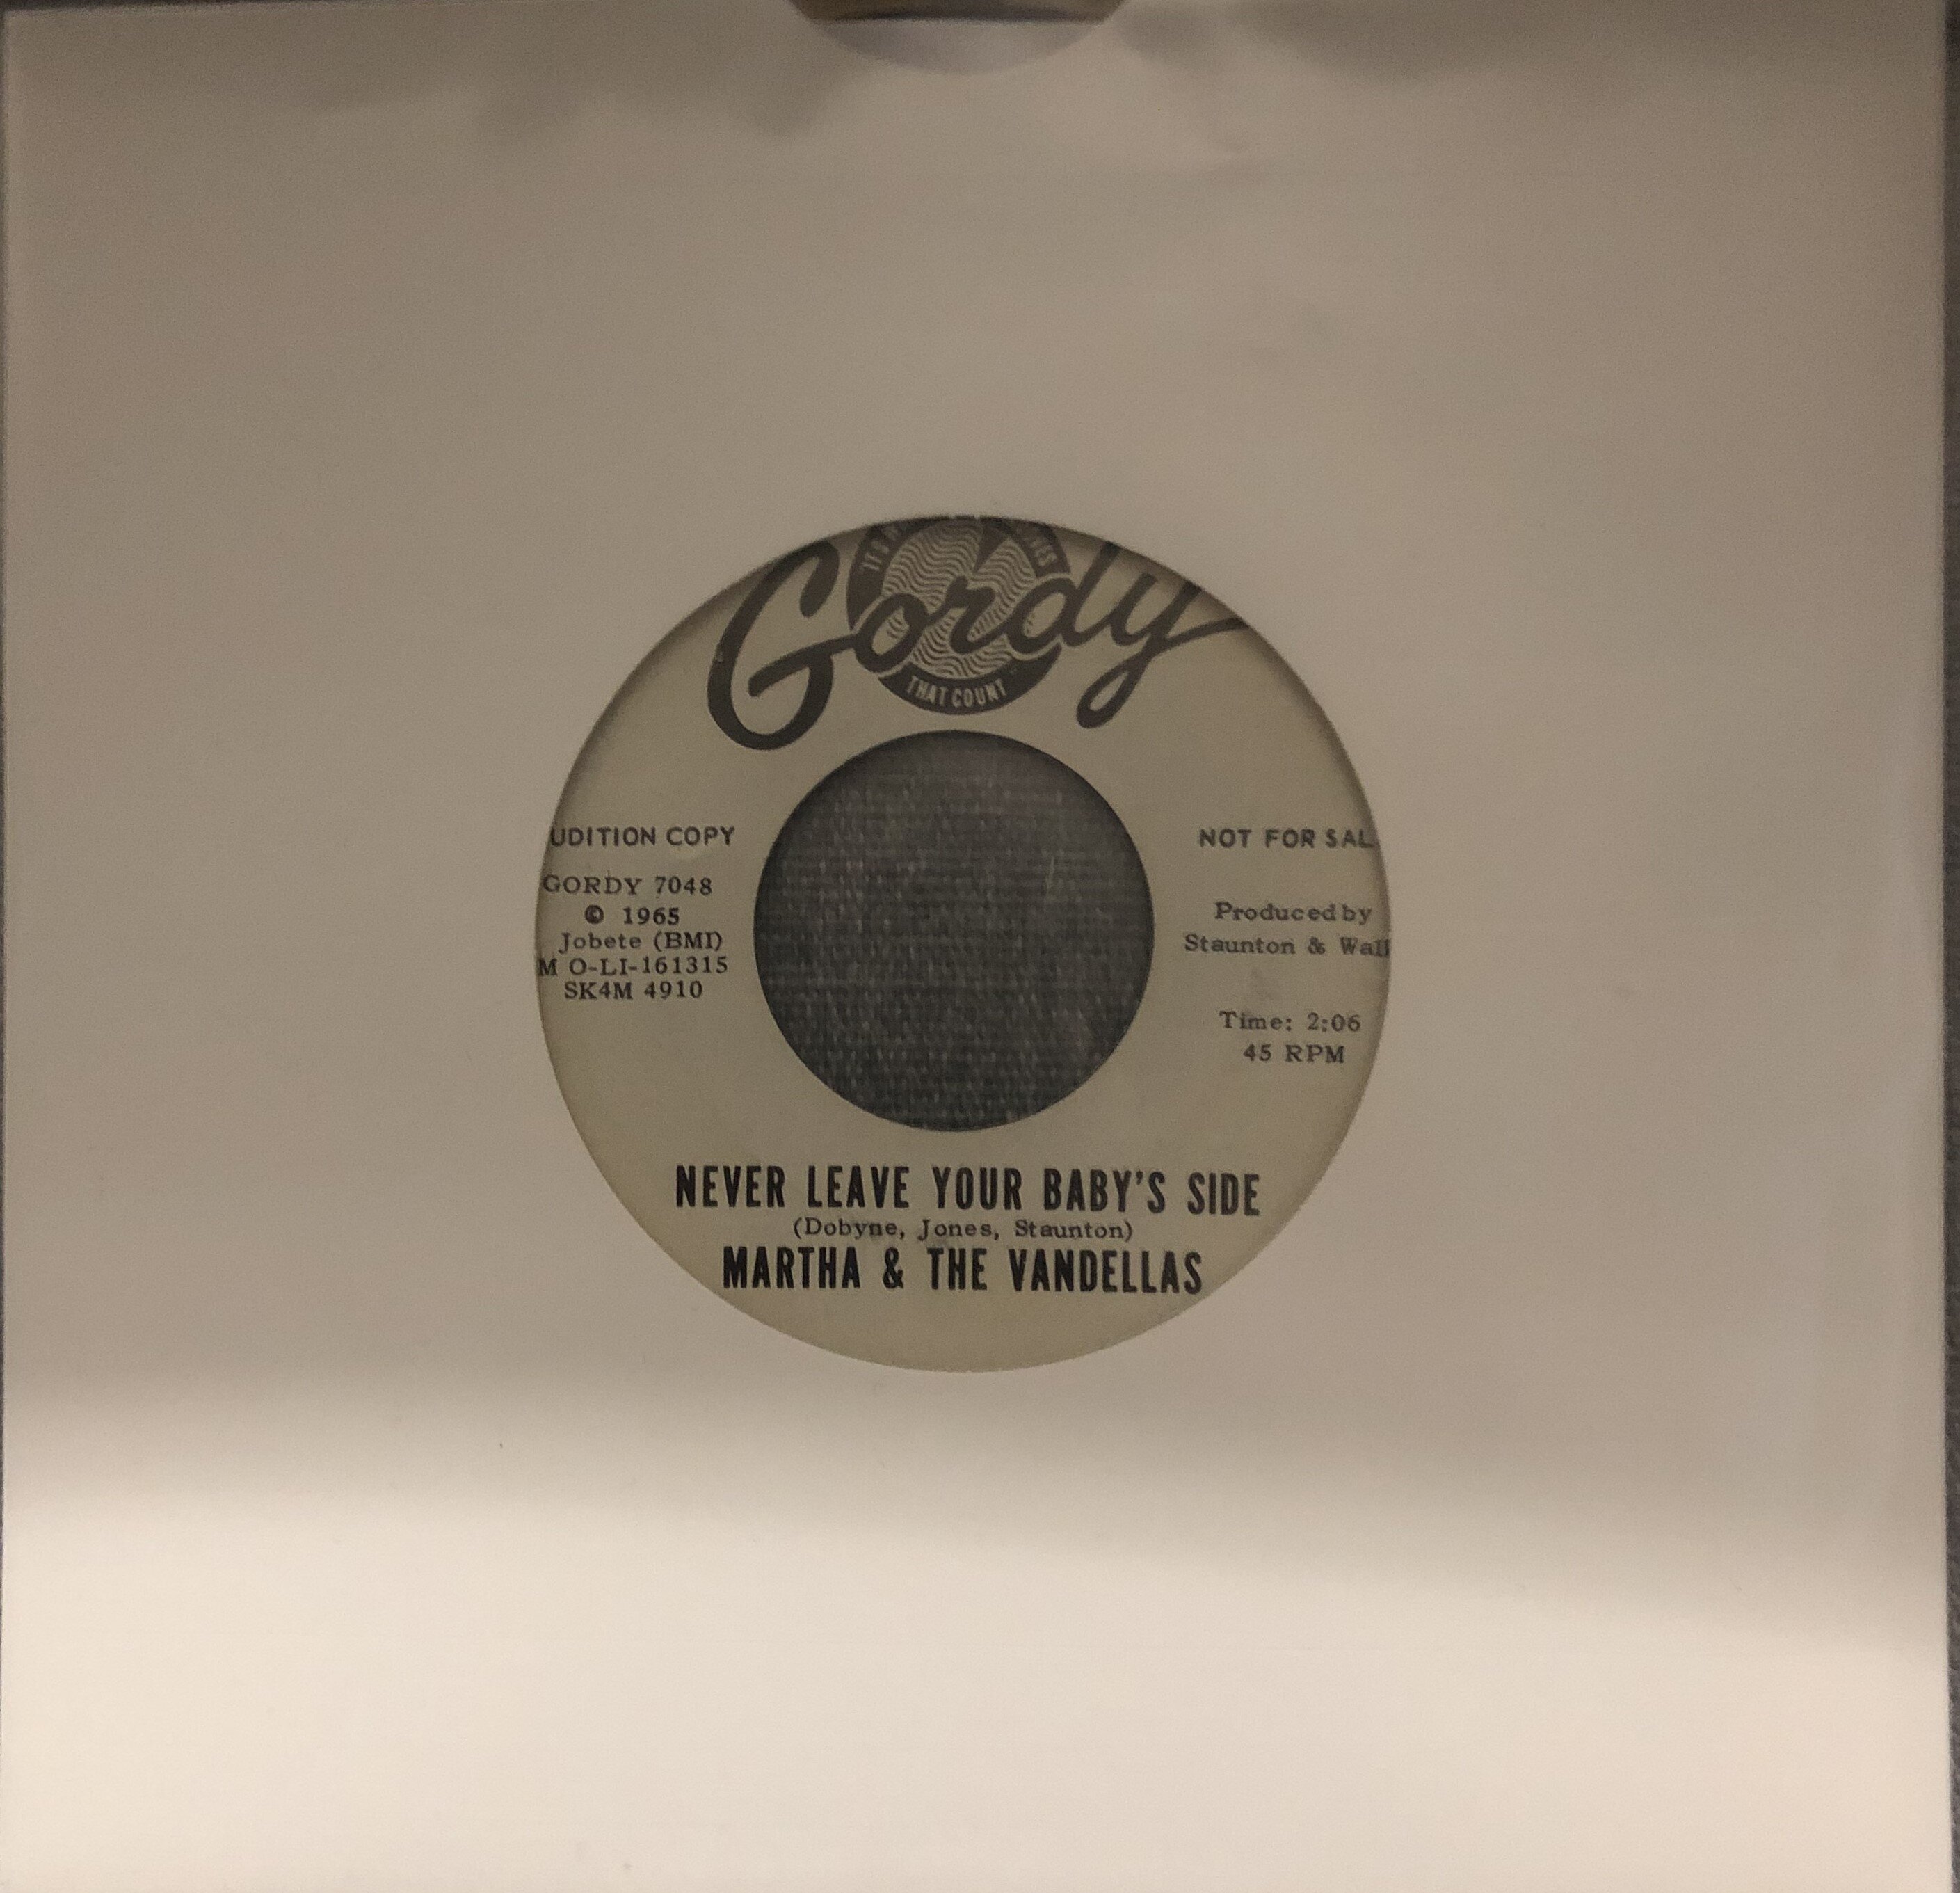 Gordy
THAT COUNT
UDITION COPY
NOT FOR SAL
GORDY 7048
© 1965
Jobete (BMI)
M O-LI-161315
SK4M 4910
Produced by
Staunton & Wal
Time: 2:06
45 RPM
NEVER LEAVE YOUR BABY'S SIDE
(Dobyne, Jones, Staunton)
MARTHA & THE VANDELLAS